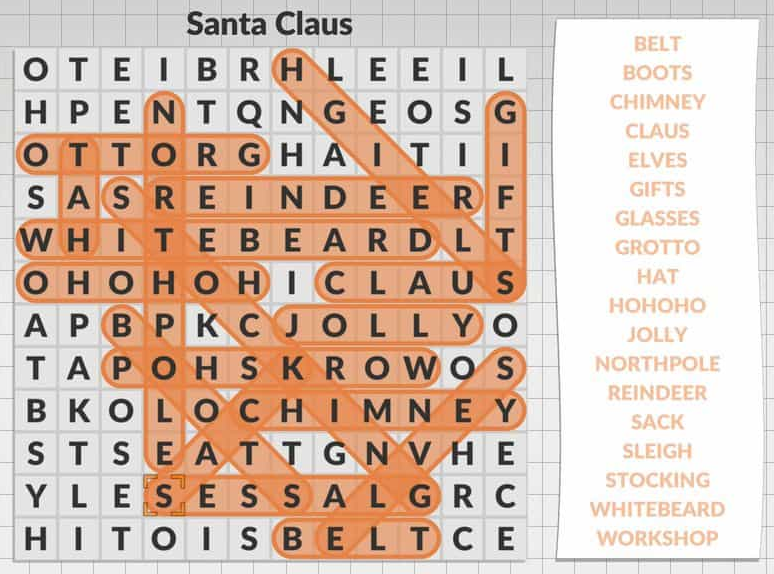 Santa Claus
O T E I B R H L E E I L
H P E N T Q N G E O S G
O T T O R G H A I T I I
S A S R E I N D E E R F
W H I T E B E A R D L T
O H O H O H I C L A U S
A P B P K C J O L L Y O
T A P O H S K R O W O S
B K O L O C H I M N E Y
S T S E A T T G N V H E
Y L E S E S S A L G R C
H I T O I S B E L T C E
BELT
BOOTS
CHIMNEY
CLAUS
ELVES
GIFTS
GLASSES
GROTTO
HAT
HOHOHO
JOLLY
NORTHPOLE
REINDEER
SACK
SLEIGH
STOCKING
WHITEBEARD
WORKSHOP